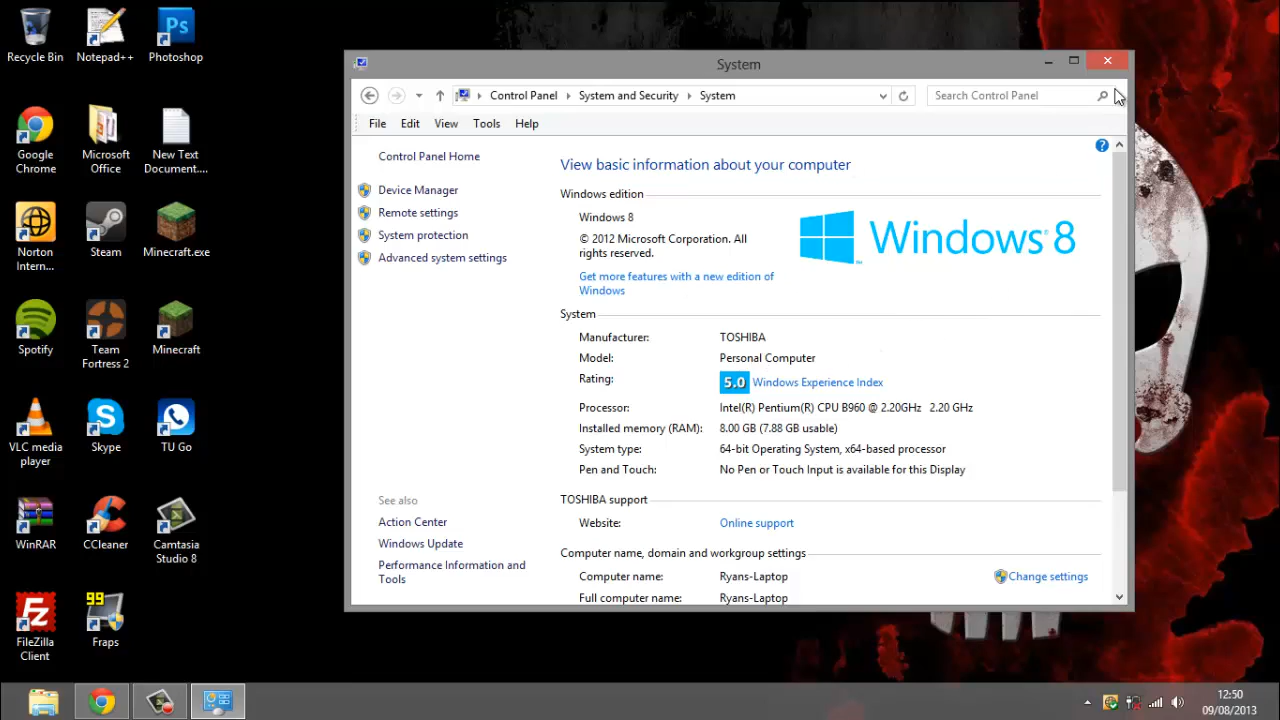 Recycle Bin
Notepad++
Ps
Photoshop
Google
Chrome
Microsoft
Office
New Text
Document....
Norton
Intern...
Steam
Minecraft.exe
Spotify
Team
Fortress 2
Minecraft
VLC media
player
Skype
TU Go
WinRAR
CCleaner
Camtasia
Studio 8
FileZilla
Client
99
Fraps
System
Control Panel
System and Security
System
Search Control Panel
File
Edit
View
Tools
Help
Control Panel Home
Device Manager
Remote settings
System protection
Advanced system settings
See also
Action Center
Windows Update
Performance Information and
Tools
View basic information about your computer
Windows edition
Windows 8
© 2012 Microsoft Corporation. All
rights reserved.
Get more features with a new edition of
Windows
Windows® 8
System
Manufacturer: TOSHIBA
Model: Personal Computer
Rating: 5.0 Windows Experience Index
Processor: Intel(R) Pentium(R) CPU B960 @ 2.20GHz 2.20 GHz
Installed memory (RAM): 8.00 GB (7.88 GB usable)
System type: 64-bit Operating System, x64-based processor
Pen and Touch: No Pen or Touch Input is available for this Display
TOSHIBA support
Website: Online support
Computer name, domain and workgroup settings
Computer name: Ryans-Laptop
Change settings
Full computer name: Ryans-Laptop
12:50
09/08/2013